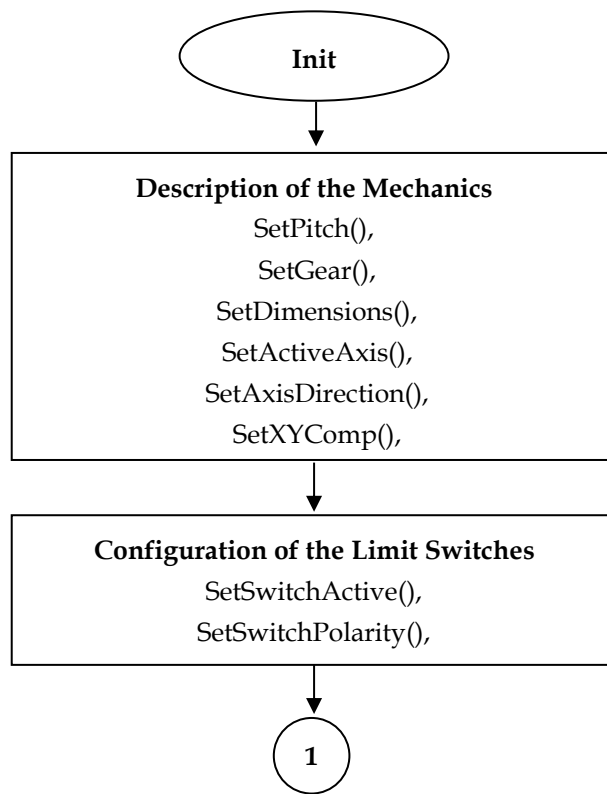 Init
Description of the Mechanics
SetPitch(),
SetGear(),
SetDimensions(),
SetActiveAxis(),
SetAxisDirection(),
SetXYComp(),
Configuration of the Limit Switches
SetSwitchActive(),
SetSwitchPolarity(),
1